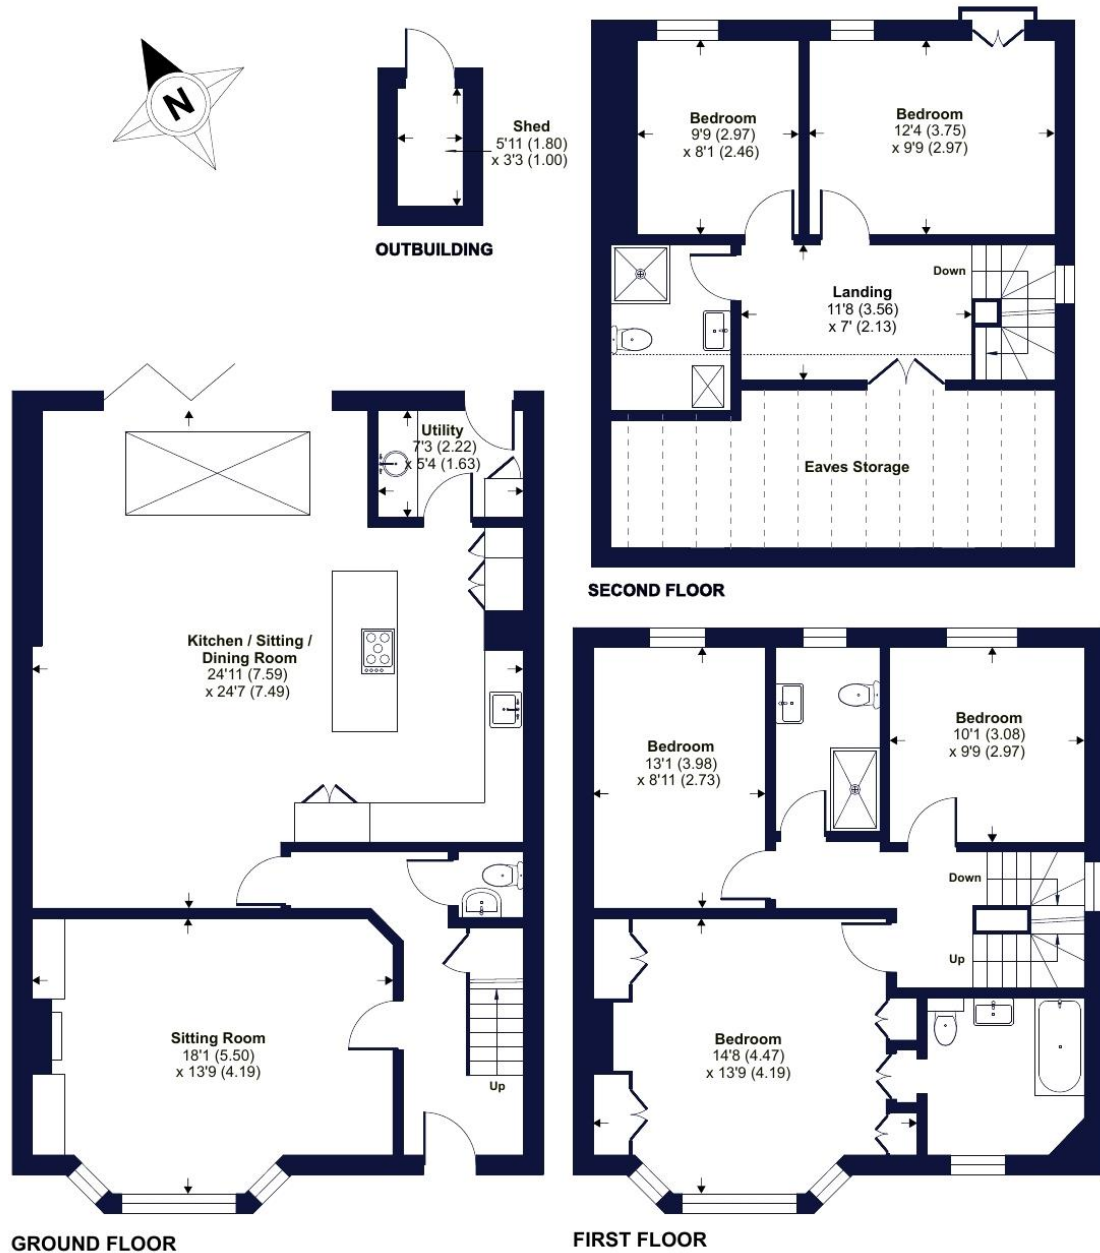 N
Shed
5'11 (1.80)
x 3'3 (1.00)
OUTBUILDING
Bedroom
9'9 (2.97)
x 8'1 (2.46)
Bedroom
12'4 (3.75)
x 9'9 (2.97)
Down
Landing
11'8 (3.56)
x 7' (2.13)
Eaves Storage
SECOND FLOOR
Utility
7'3 (2.22)
x 5'4 (1.63)
Kitchen / Sitting /
Dining Room
24'11 (7.59)
x 24'7 (7.49)
Sitting Room
18'1 (5.50)
x 13'9 (4.19)
Up
GROUND FLOOR
Bedroom
13'1 (3.98)
x 8'11 (2.73)
Bedroom
10'1 (3.08)
x 9'9 (2.97)
Down
Up
Bedroom
14'8 (4.47)
x 13'9 (4.19)
FIRST FLOOR